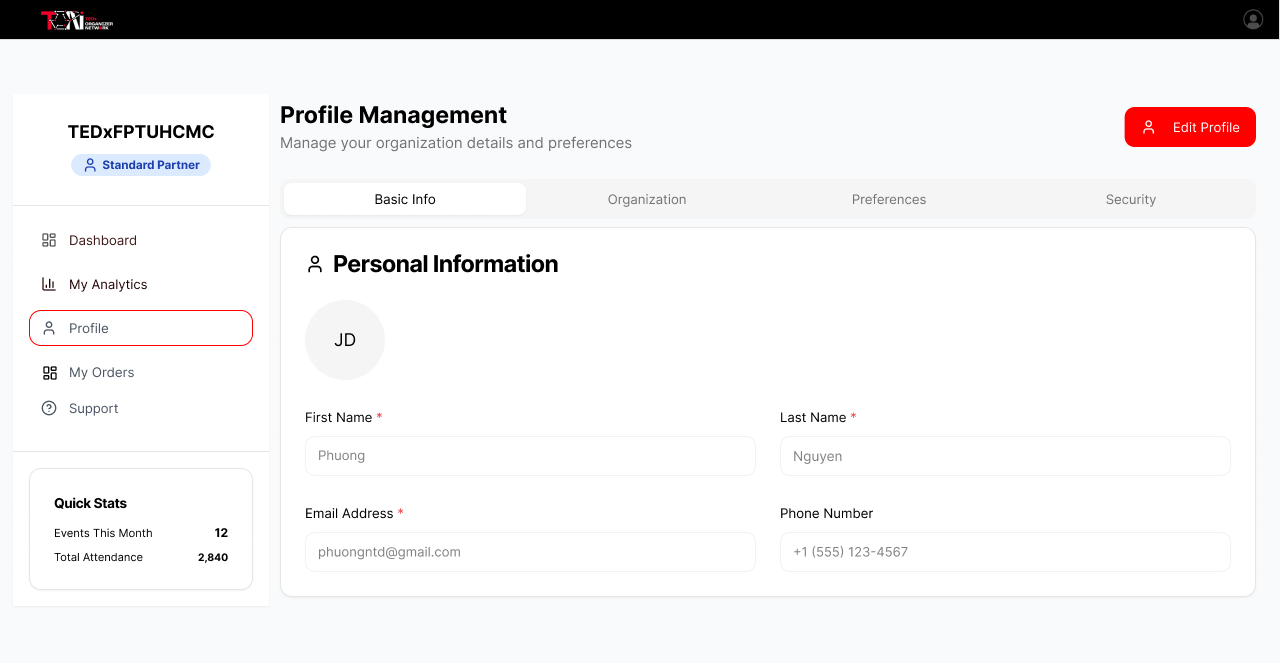 TEDx
ORGANIZER
NETWORK
TEDxFPTUHCMC
Standard Partner
Dashboard
My Analytics
Profile
My Orders
Support
Quick Stats
Events This Month 12
Total Attendance 2,840
Profile Management
Manage your organization details and preferences
Edit Profile
Basic Info Organization Preferences Security
Personal Information
JD
First Name * Last Name *
Phuong Nguyen
Email Address * Phone Number
phuongntd@gmail.com +1 (555) 123-4567